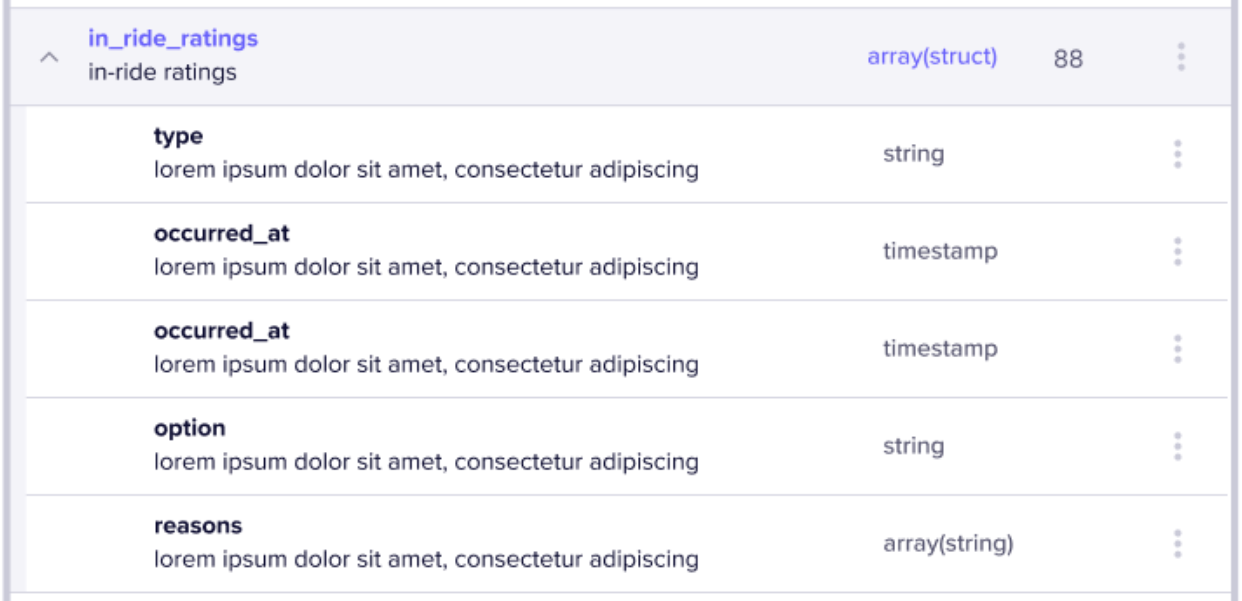 in_ride_ratings
in-ride ratings
array(struct)
88
type
lorem ipsum dolor sit amet, consectetur adipiscing
string
occurred_at
lorem ipsum dolor sit amet, consectetur adipiscing
timestamp
occurred_at
lorem ipsum dolor sit amet, consectetur adipiscing
timestamp
option
lorem ipsum dolor sit amet, consectetur adipiscing
string
reasons
lorem ipsum dolor sit amet, consectetur adipiscing
array(string)